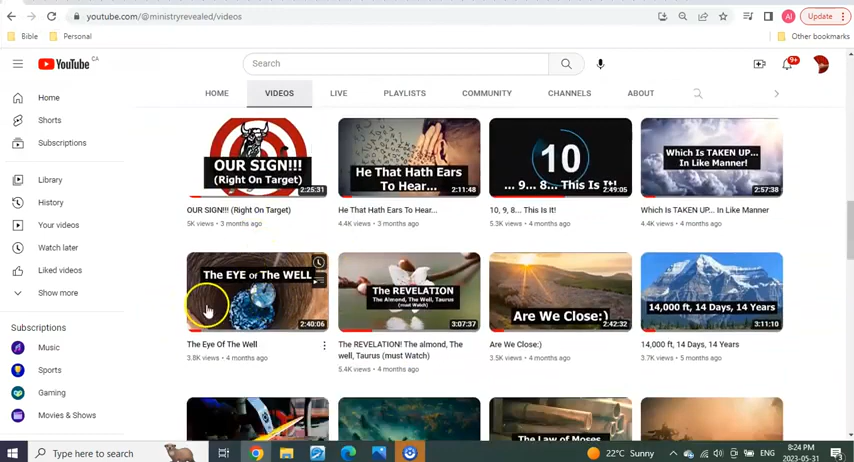 youtube.com/@ministryrevealed/videos
AI
Update
Bible
Personal
Other bookmarks
YouTube CA
Search
9+
Home
Shorts
Subscriptions
Library
History
Your videos
Watch later
Liked videos
Show more
Subscriptions
Music
Sports
Gaming
Movies & Shows
HOME
VIDEOS
LIVE
PLAYLISTS
COMMUNITY
CHANNELS
ABOUT
OUR SIGN!!!
(Right On Target)
2:25:31
OUR SIGN!!! (Right On Target)
5K views • 3 months ago
He That Hath Ears
To Hear...
2:11:48
He That Hath Ears To Hear...
4.4K views • 4 months ago
10
... 9... 8... This Is It!
2:49:05
10, 9, 8... This Is It!
5.3K views • 4 months ago
Which Is TAKEN UP...
In Like Manner!
2:57:38
Which Is TAKEN UP... In Like Manner
4.4K views • 4 months ago
The EYE or The WELL
2:40:06
The Eye Of The Well
3.8K views • 4 months ago
The REVELATION
The Almond, The Well, Taurus
(must Watch)
3:07:37
The REVELATION! The almond, The
well, Taurus (must Watch)
5.4K views • 4 months ago
Are We Close:)
2:42:32
Are We Close:)
3.5K views • 4 months ago
14,000 ft, 14 Days, 14 Years
3:11:10
14,000 ft, 14 Days, 14 Years
3.7K views • 5 months ago
The Law of Moses
Type here to search
22°C Sunny
ENG
8:24 PM
2023-05-31
3